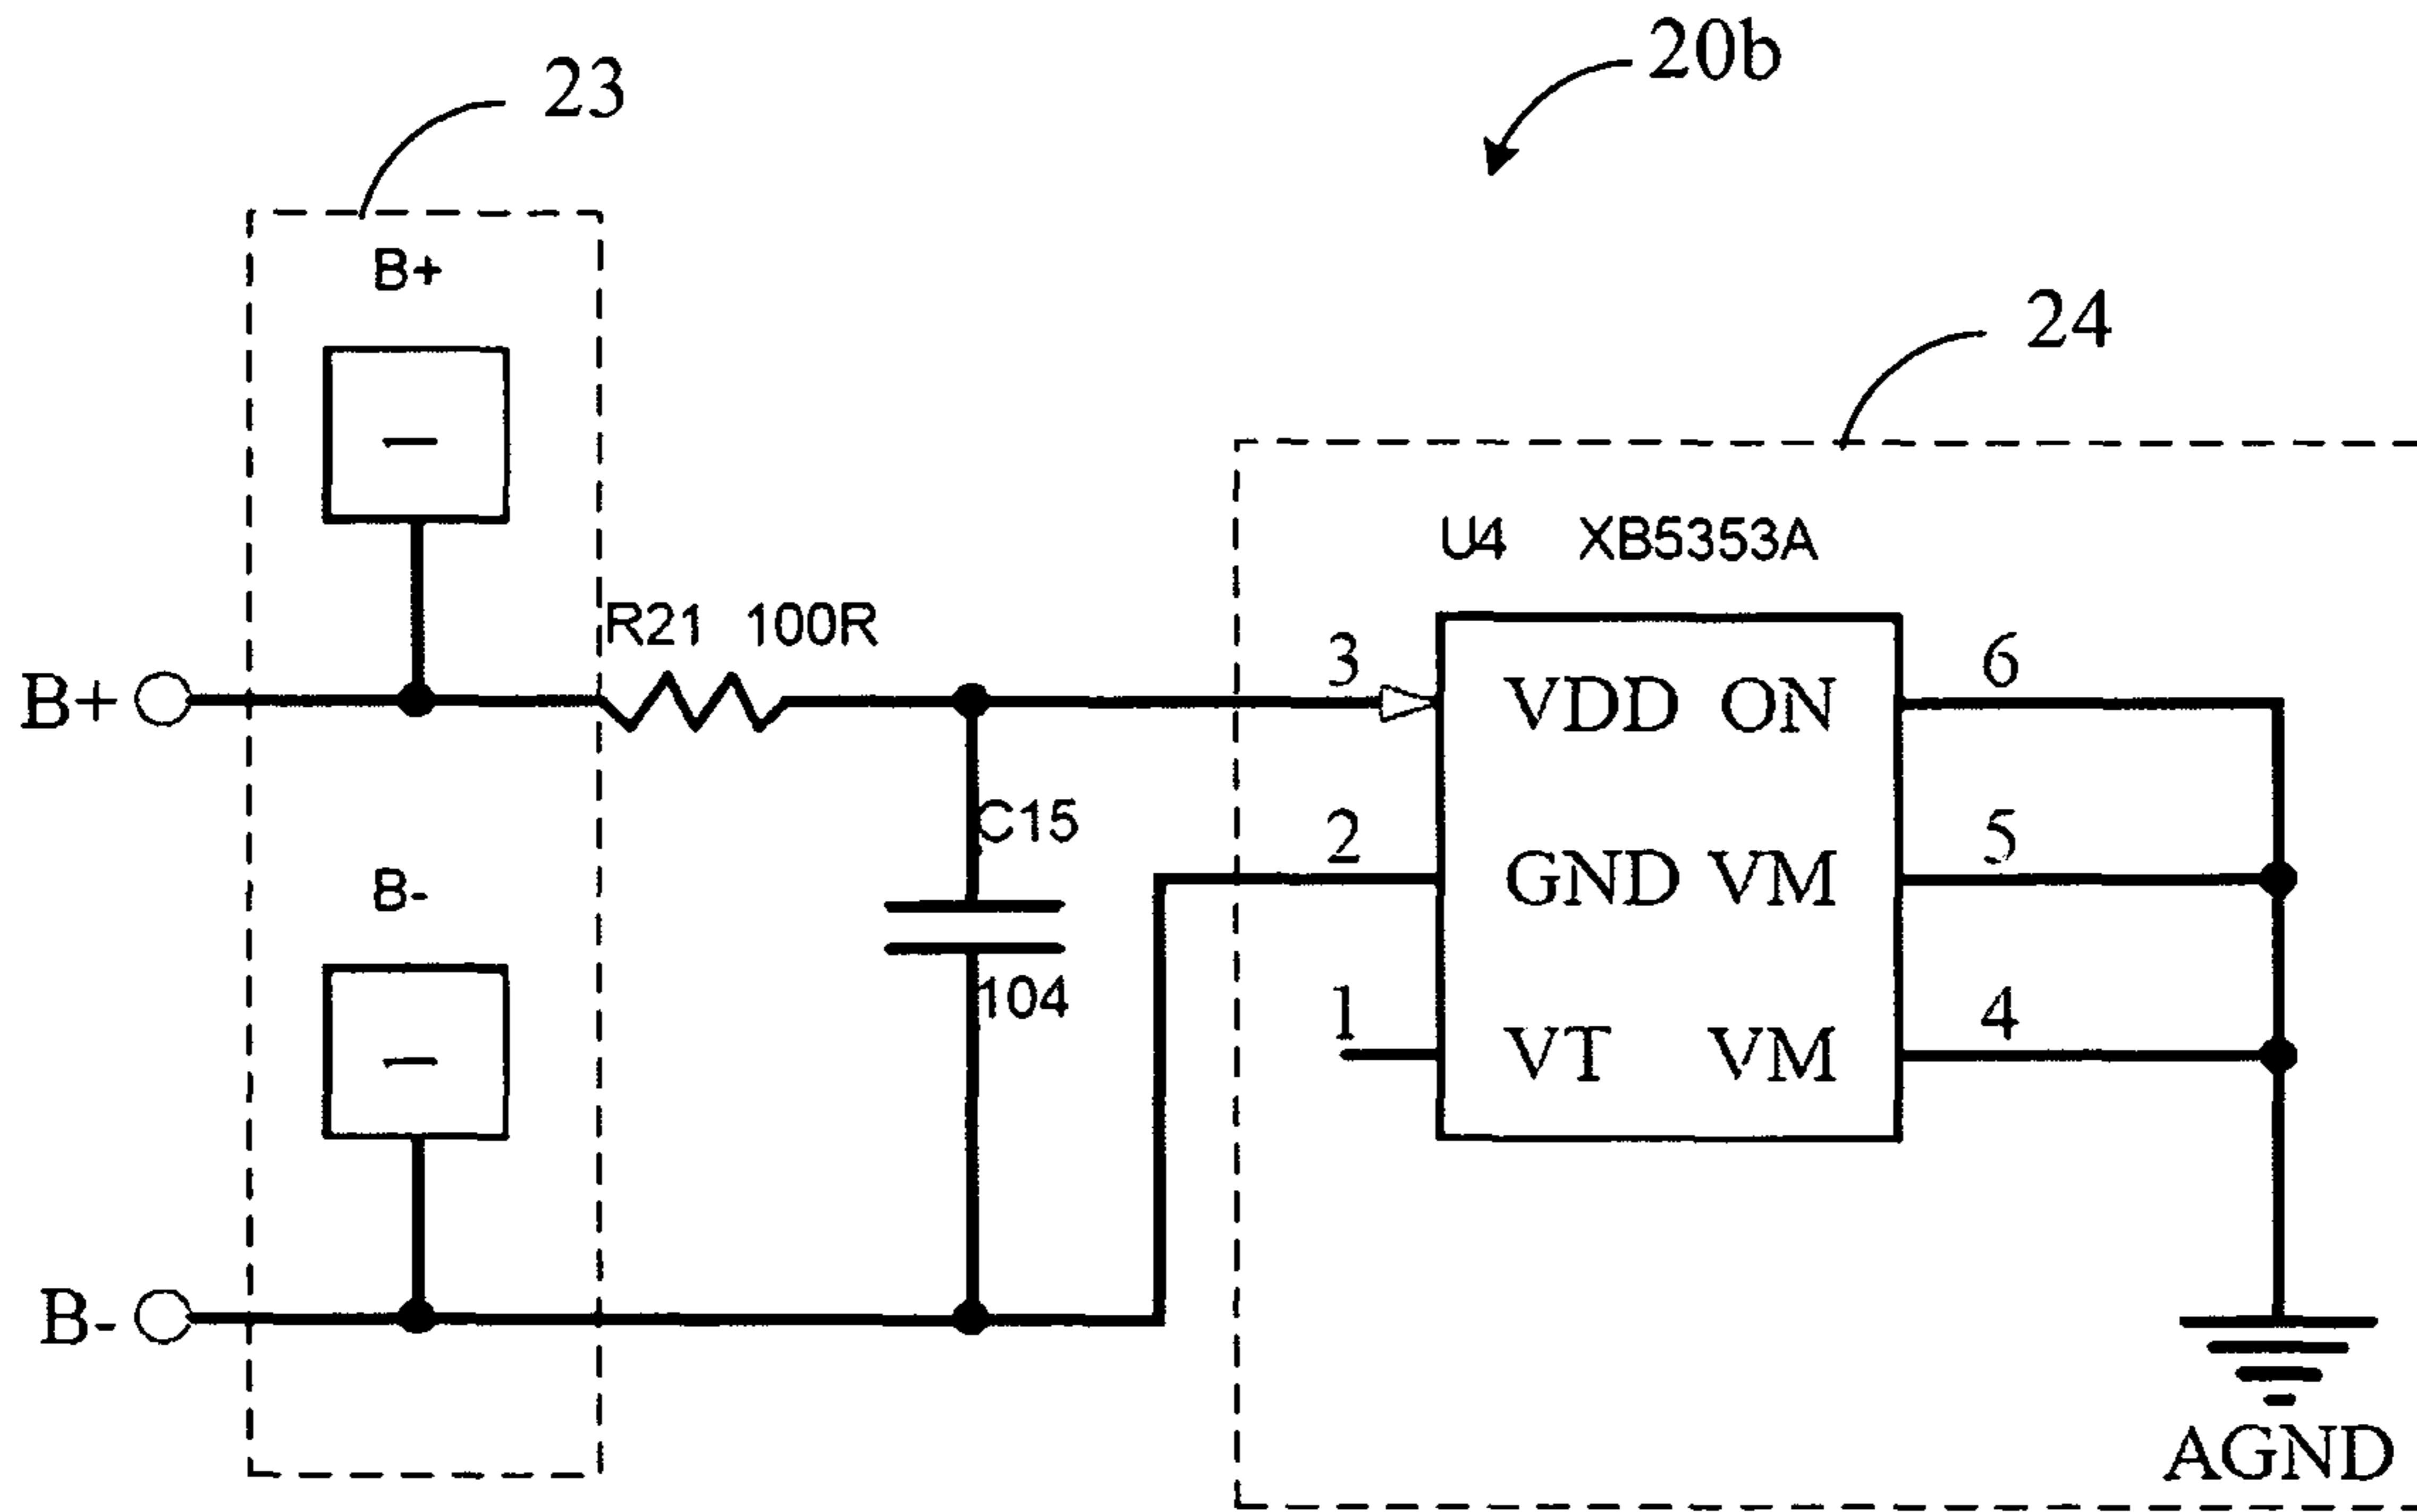 20b
23
B+
24
U4 XB5353A
R21 100R
B+
3 VDD ON 6
C15
2 GND VM 5
B-
104
1 VT VM 4
B-
AGND